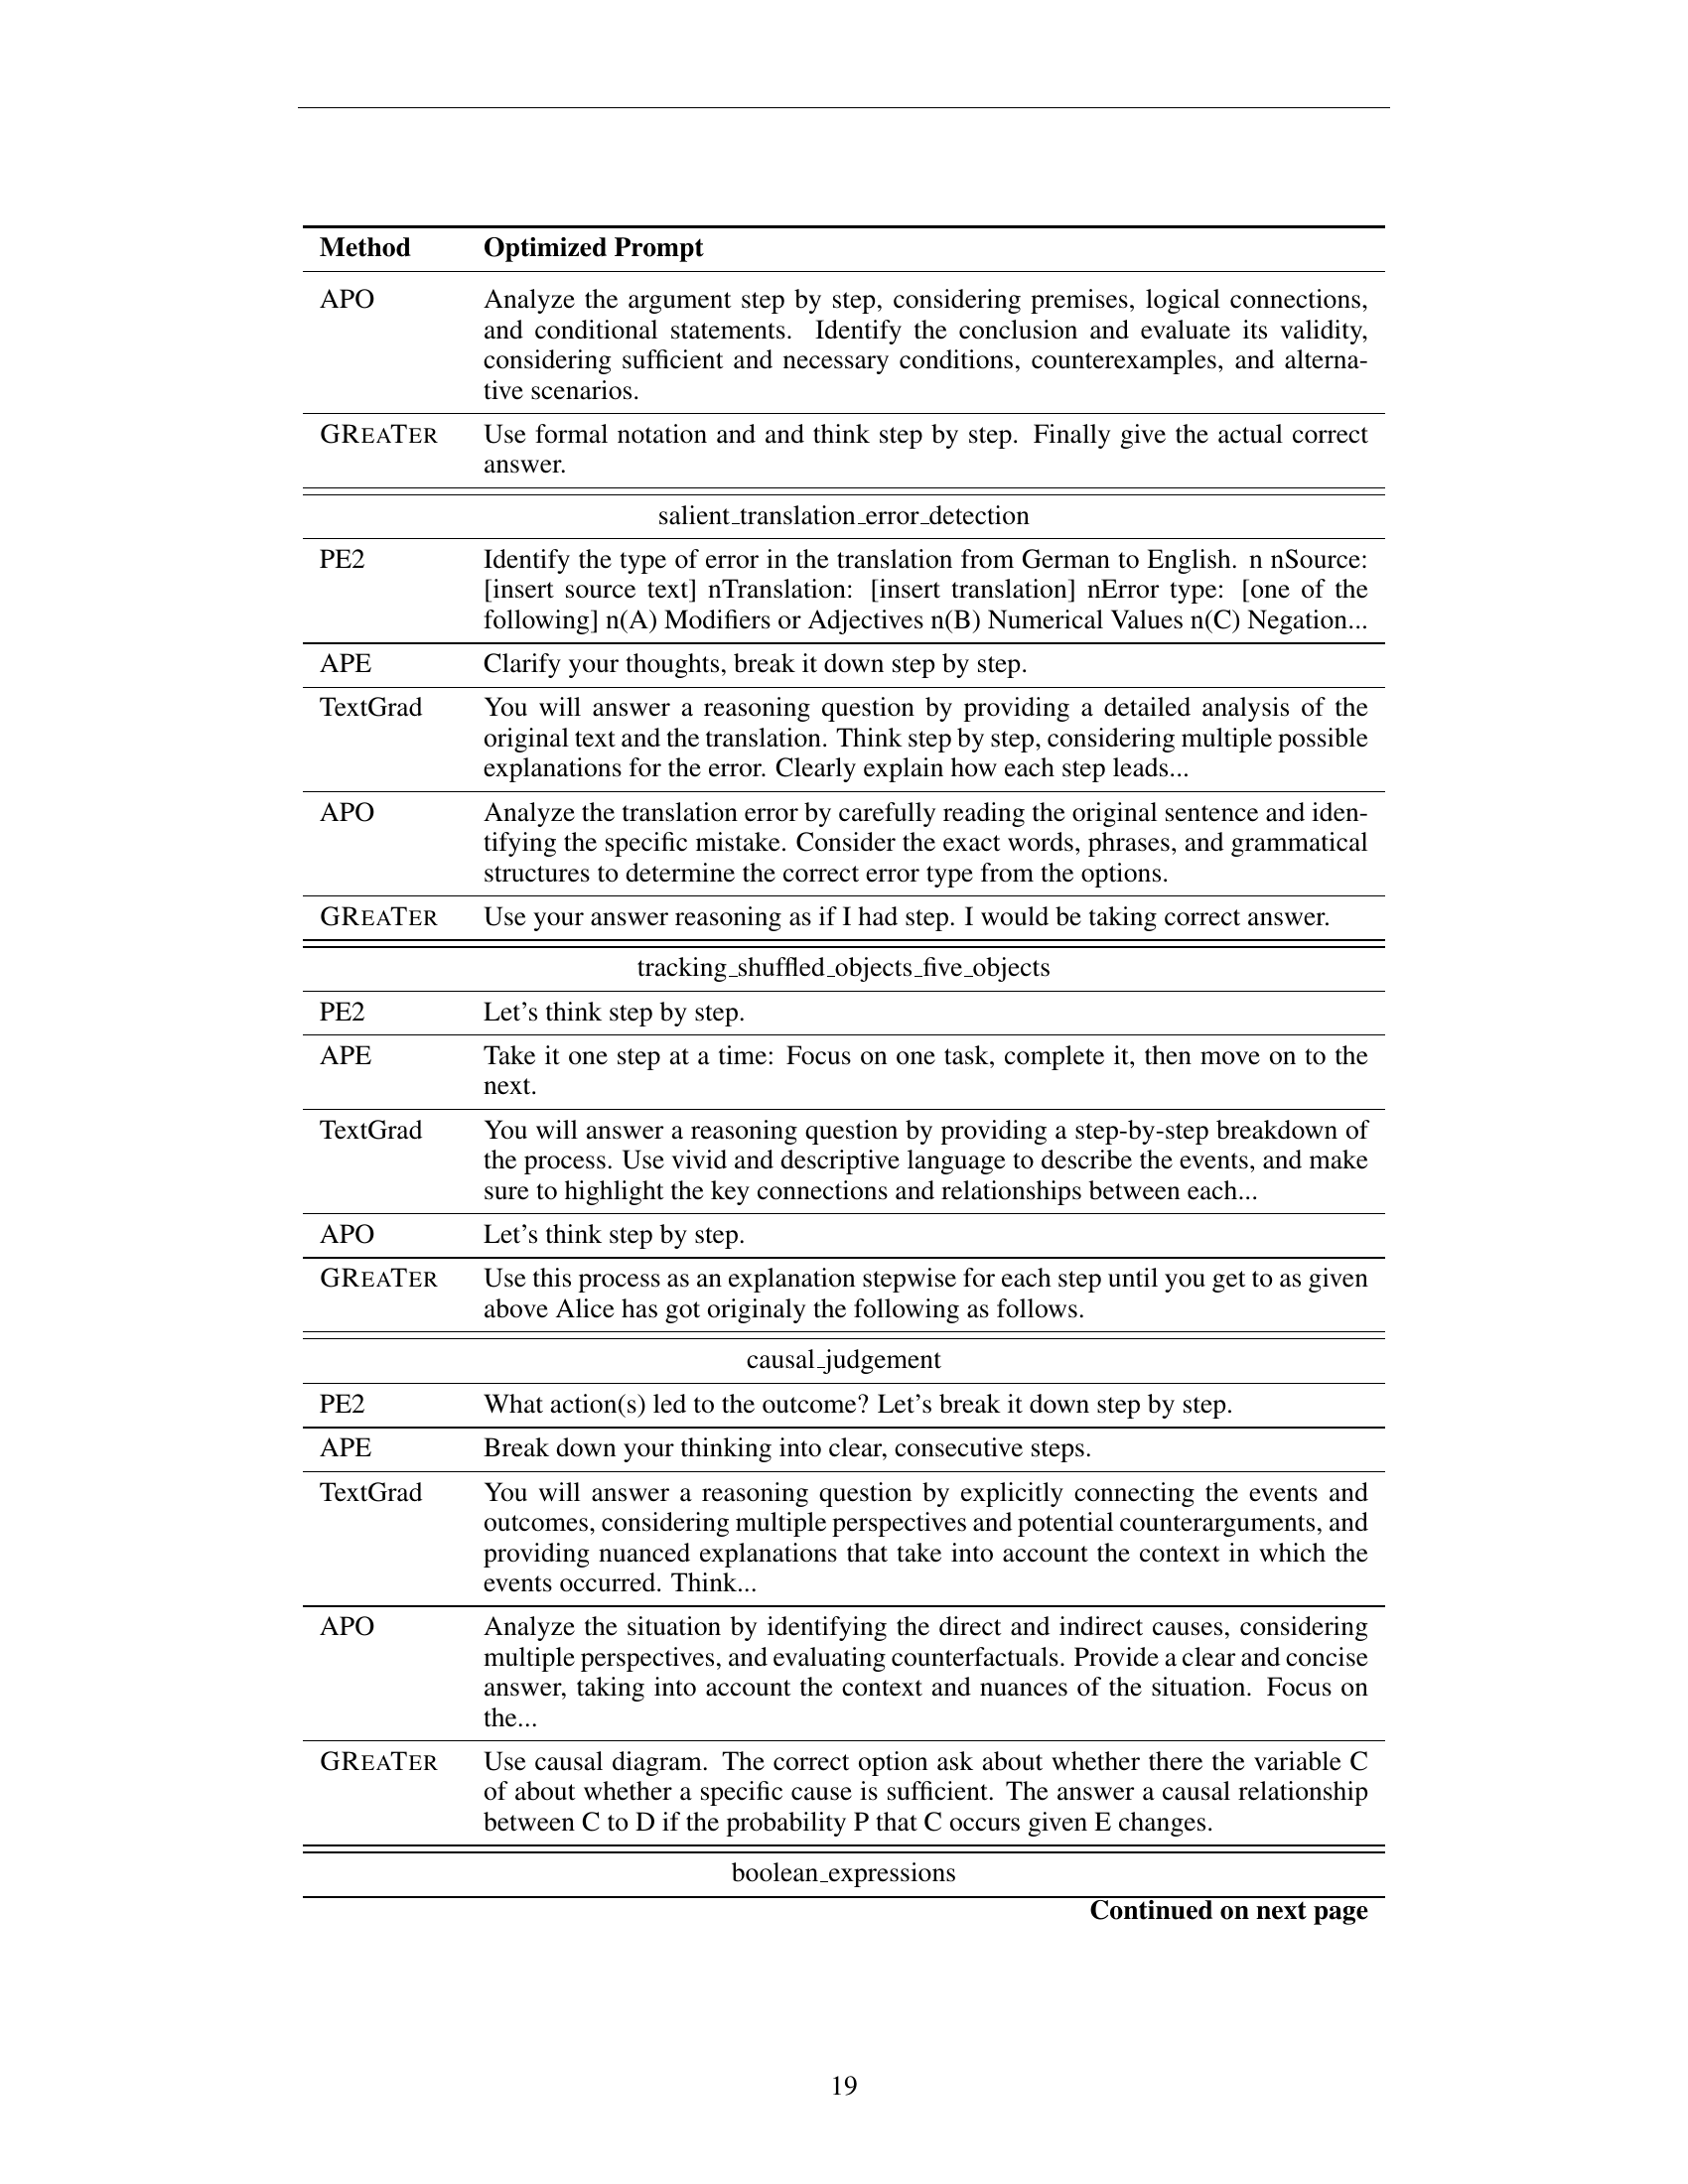 Method Optimized Prompt
APO Analyze the argument step by step, considering premises, logical connections,
and conditional statements. Identify the conclusion and evaluate its validity,
considering sufficient and necessary conditions, counterexamples, and alterna-
tive scenarios.
GREATER Use formal notation and and think step by step. Finally give the actual correct
answer.
salient_translation_error_detection
PE2 Identify the type of error in the translation from German to English. n nSource:
[insert source text] nTranslation: [insert translation] nError type: [one of the
following] n(A) Modifiers or Adjectives n(B) Numerical Values n(C) Negation...
APE Clarify your thoughts, break it down step by step.
TextGrad You will answer a reasoning question by providing a detailed analysis of the
original text and the translation. Think step by step, considering multiple possible
explanations for the error. Clearly explain how each step leads...
APO Analyze the translation error by carefully reading the original sentence and iden-
tifying the specific mistake. Consider the exact words, phrases, and grammatical
structures to determine the correct error type from the options.
GREATER Use your answer reasoning as if I had step. I would be taking correct answer.
tracking_shuffled_objects_five_objects
PE2 Let's think step by step.
APE Take it one step at a time: Focus on one task, complete it, then move on to the
next.
TextGrad You will answer a reasoning question by providing a step-by-step breakdown of
the process. Use vivid and descriptive language to describe the events, and make
sure to highlight the key connections and relationships between each...
APO Let's think step by step.
GREATER Use this process as an explanation stepwise for each step until you get to as given
above Alice has got originaly the following as follows.
causal_judgement
PE2 What action(s) led to the outcome? Let's break it down step by step.
APE Break down your thinking into clear, consecutive steps.
TextGrad You will answer a reasoning question by explicitly connecting the events and
outcomes, considering multiple perspectives and potential counterarguments, and
providing nuanced explanations that take into account the context in which the
events occurred. Think...
APO Analyze the situation by identifying the direct and indirect causes, considering
multiple perspectives, and evaluating counterfactuals. Provide a clear and concise
answer, taking into account the context and nuances of the situation. Focus on
the...
GREATER Use causal diagram. The correct option ask about whether there the variable C
of about whether a specific cause is sufficient. The answer a causal relationship
between C to D if the probability P that C occurs given E changes.
boolean_expressions
Continued on next page
19